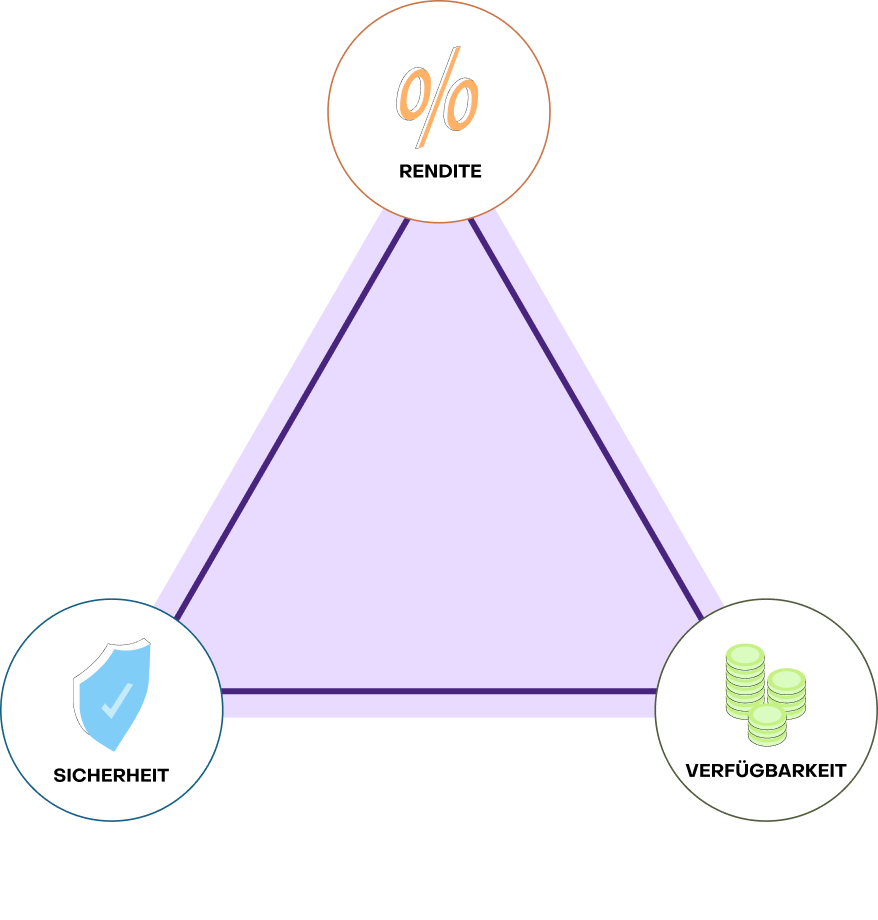 %
RENDITE
SICHERHEIT
VERFÜGBARKEIT